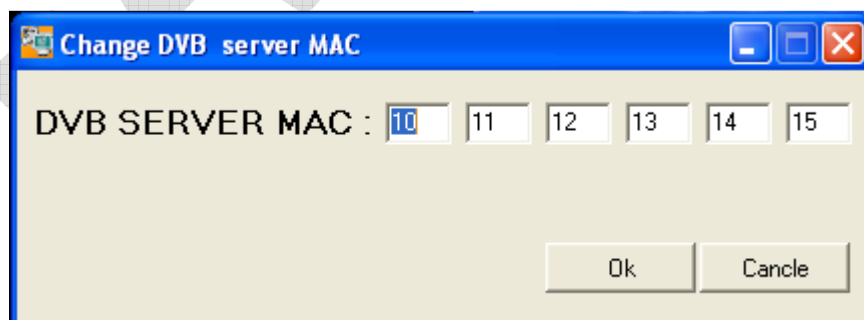 Change DVB server MAC
DVB SERVER MAC : 10 11 12 13 14 15
Ok Cancle